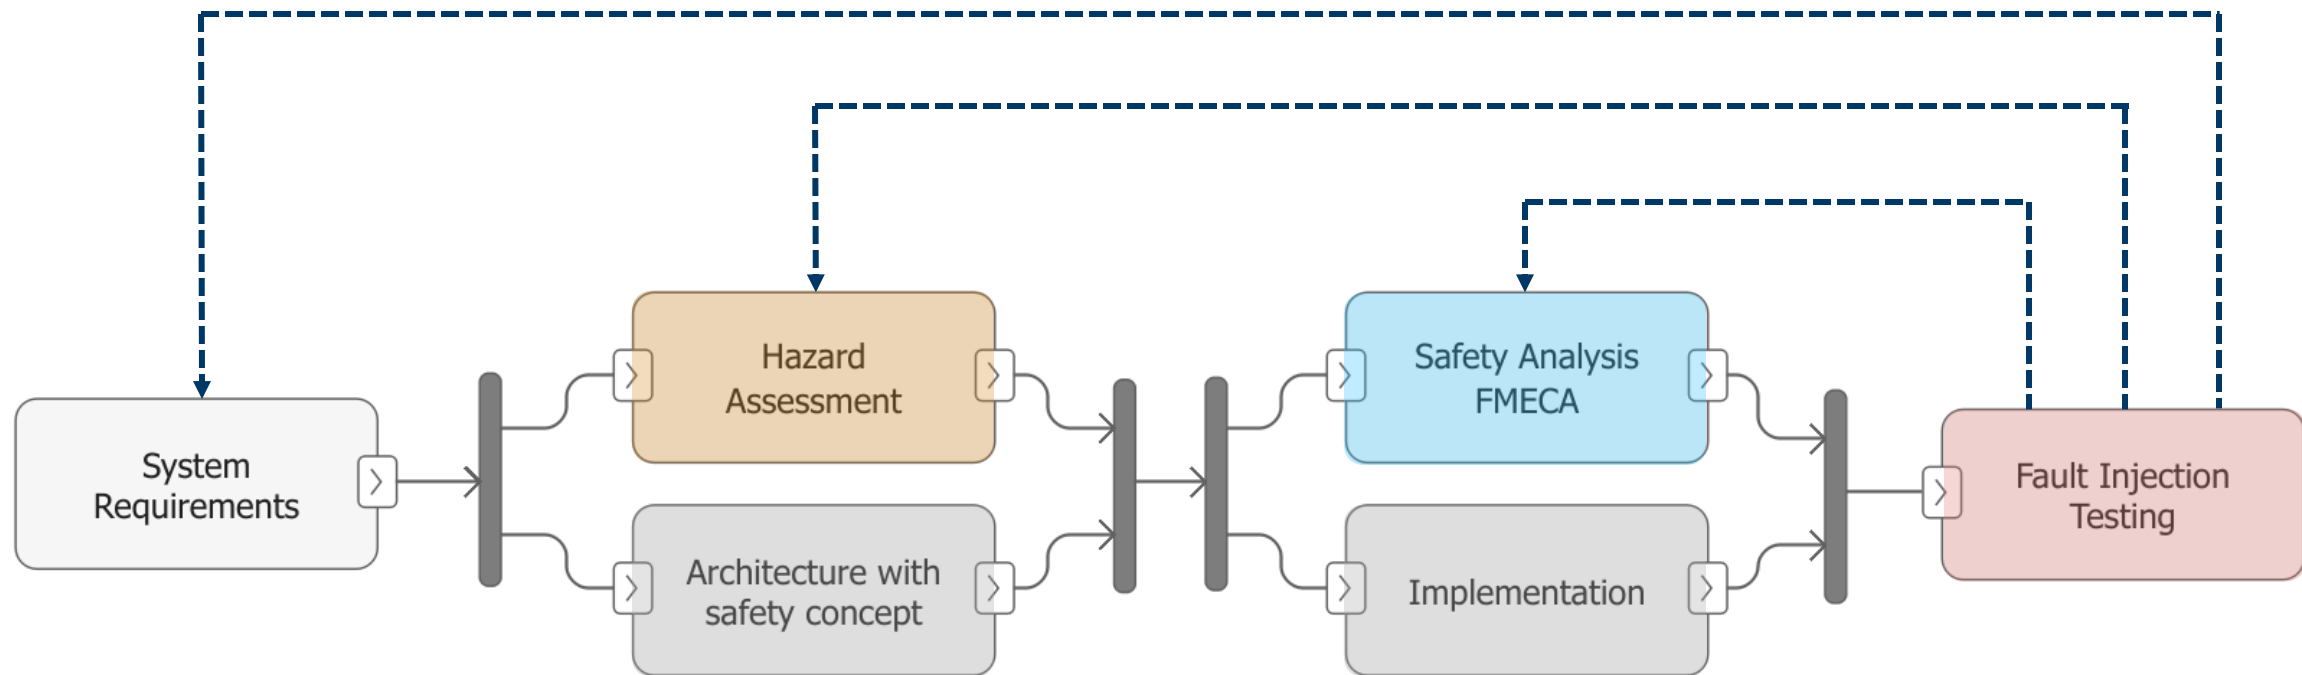 System
Requirements
Hazard
Assessment
Architecture with
safety concept
Safety Analysis
FMECA
Implementation
Fault Injection
Testing